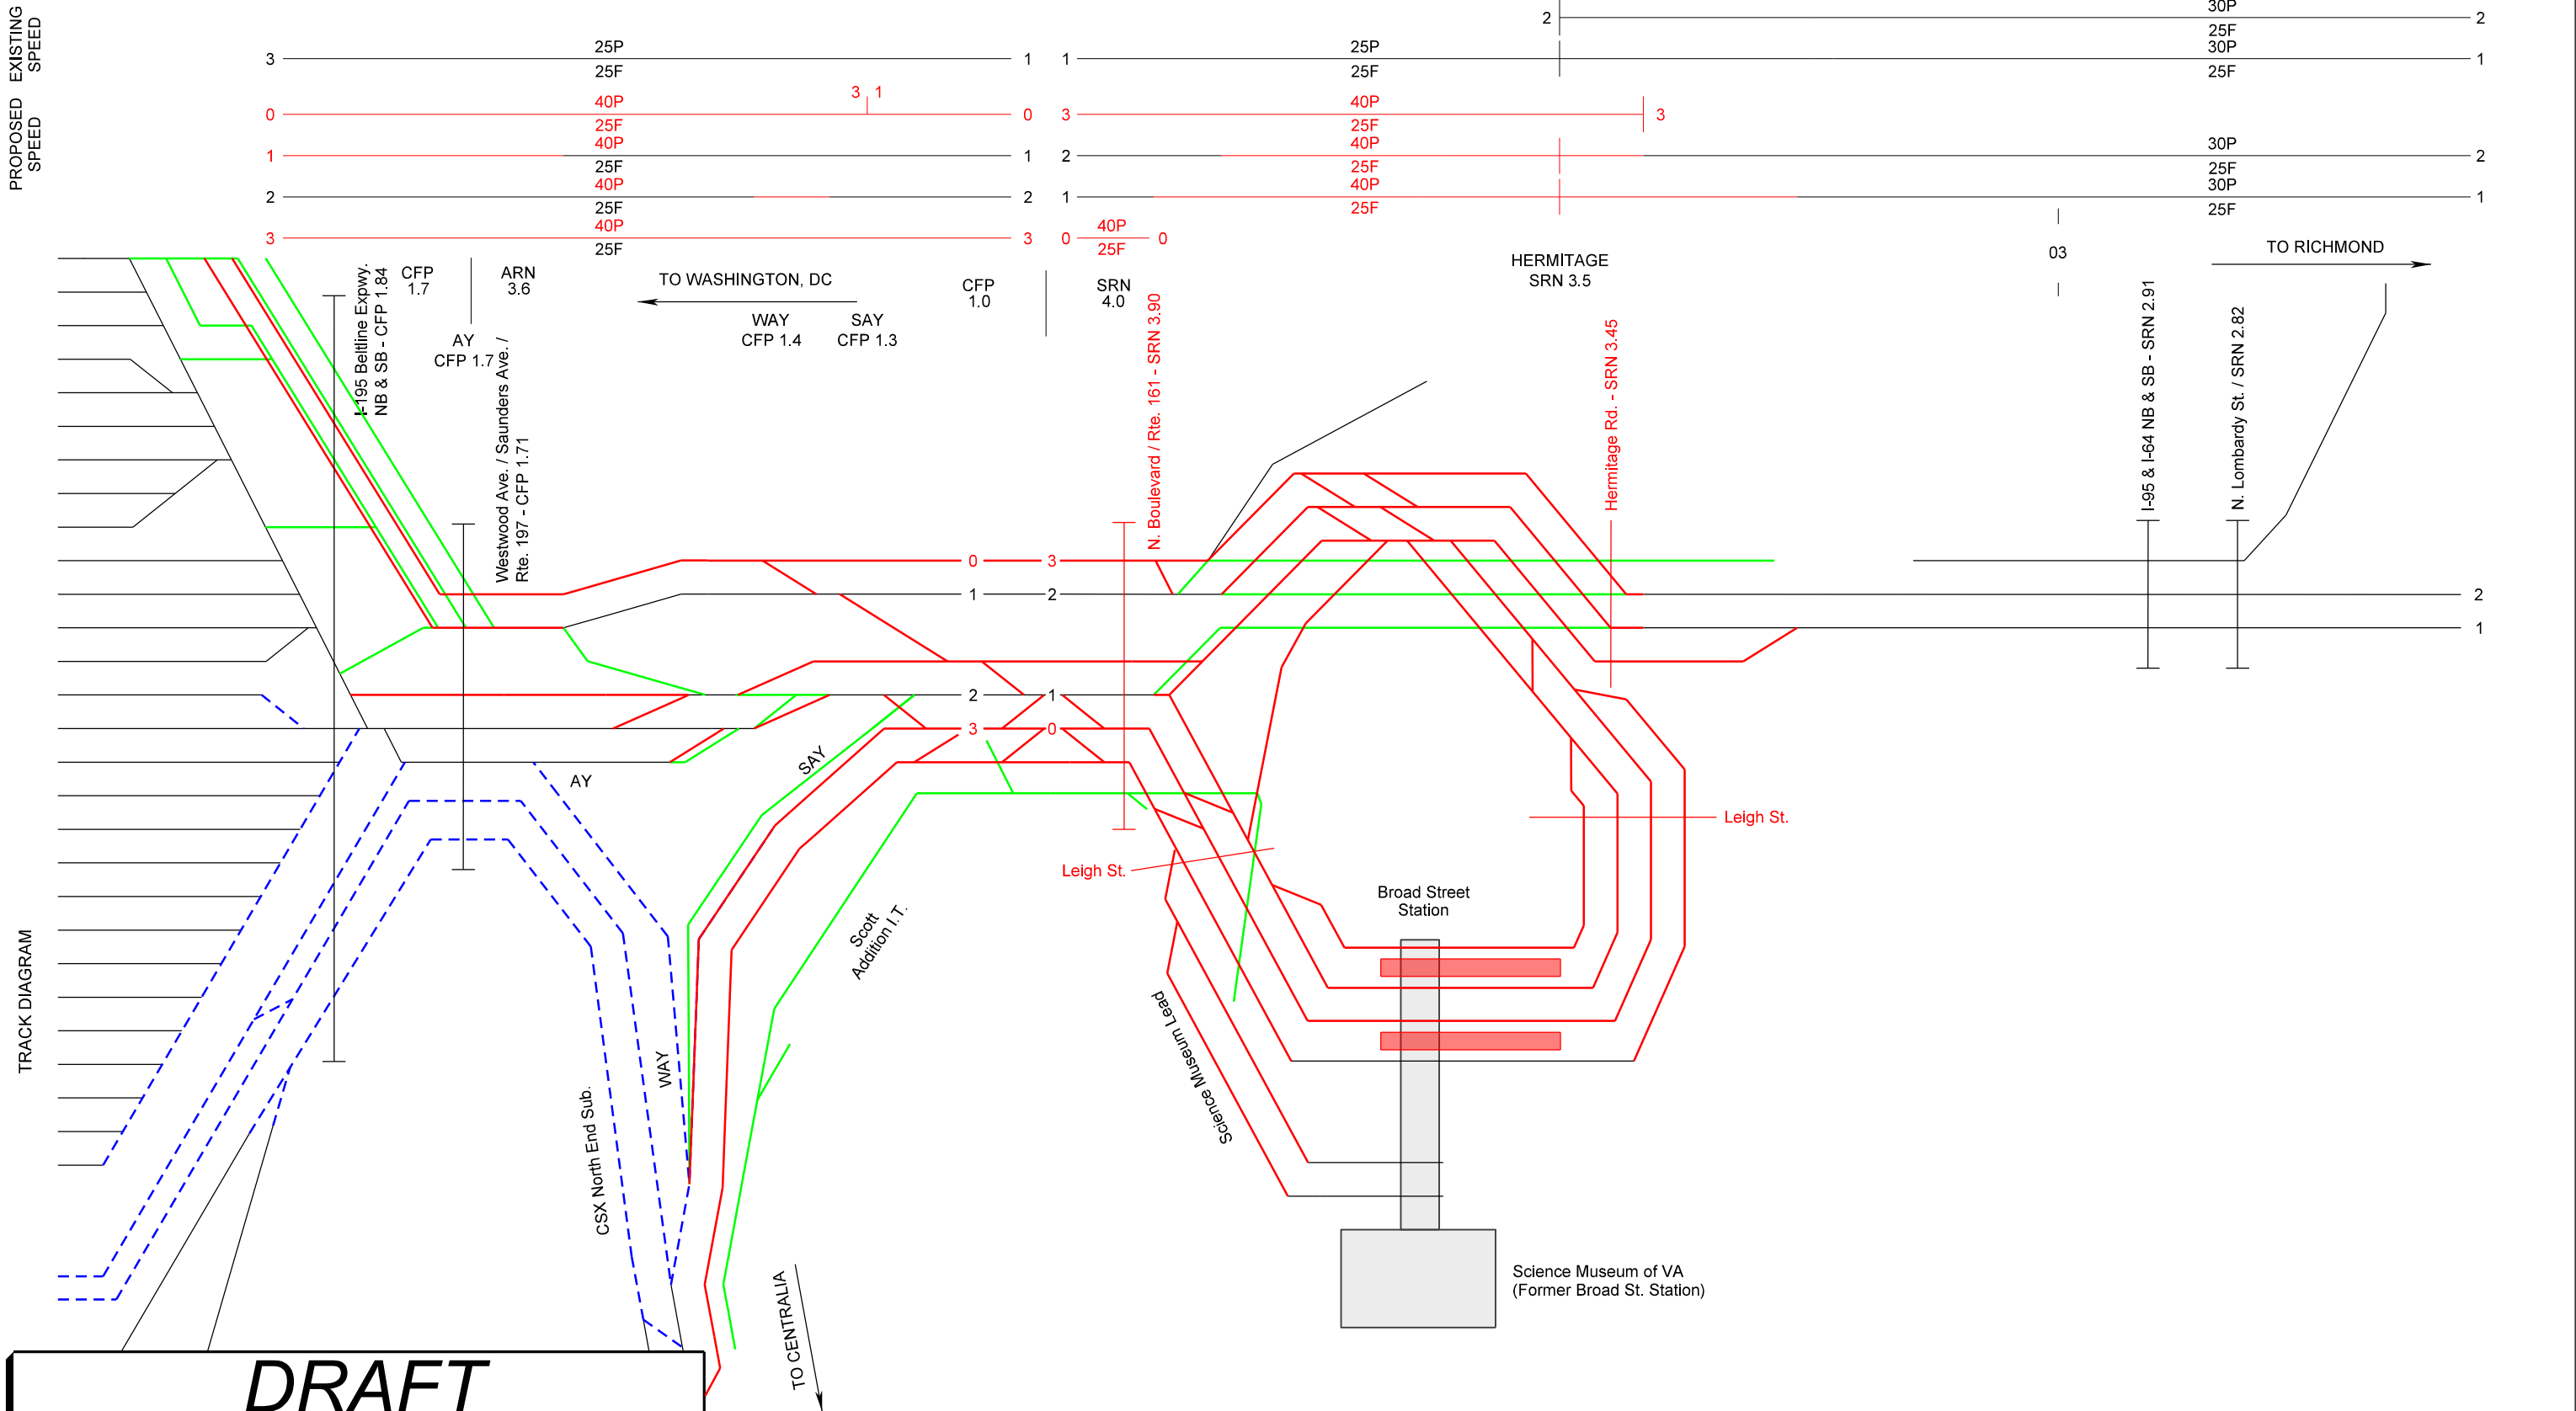 EXISTING
SPEED
30P
2 2
25F
25P 25P 30P
3 1 1 1
25F 25F 25F
PROPOSED
SPEED
3 1
40P 40P
0 0 3 3
25F 25F
40P 40P 30P
1 1 2 2
25F 25F 25F
40P 40P 30P
2 2 1 1
25F 25F 25F
40P 40P
3 3 0 0
25F 25F
03
TO RICHMOND
HERMITAGE
SRN 3.5
I-195 Beltline Expwy.
NB & SB - CFP 1.84
CFP
1.7
ARN
3.6
AY
CFP 1.7
TO WASHINGTON, DC
WAY
CFP 1.4
SAY
CFP 1.3
CFP
1.0
SRN
4.0
Westwood Ave. / Saunders Ave. /
Rte. 197 - CFP 1.71
N. Boulevard / Rte. 161 - SRN 3.90
Hermitage Rd. - SRN 3.45
I-95 & I-64 NB & SB - SRN 2.91
N. Lombardy St. / SRN 2.82
0 3
1 2 2
1
2 1
3 0
AY
SAY
Leigh St.
Leigh St.
Broad Street
Station
Scott
Addition I.T.
TRACK DIAGRAM
WAY
CSX North End Sub.
Science Museum Lead
Science Museum of VA
(Former Broad St. Station)
TO CENTRALIA
DRAFT